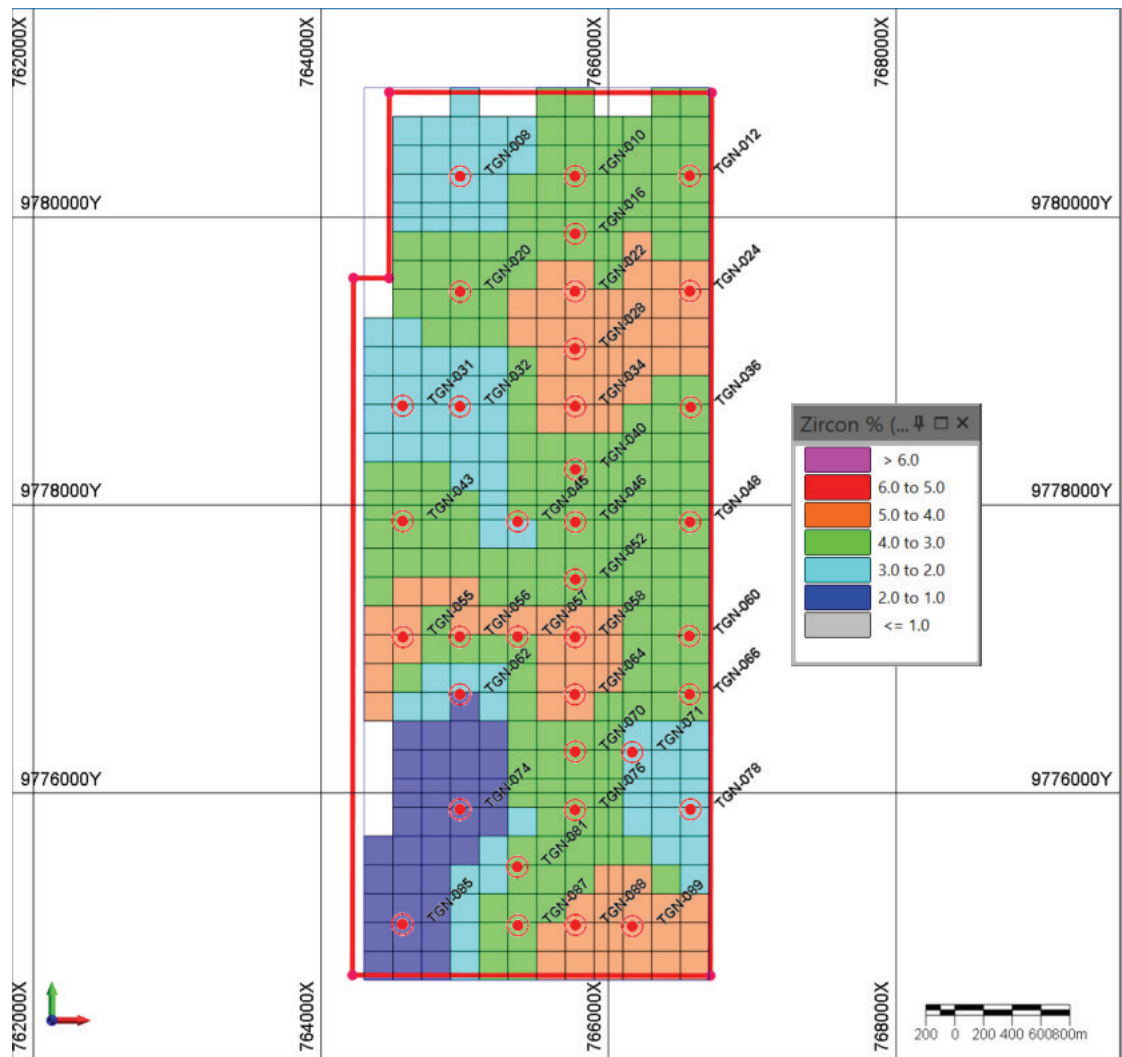 762000X
764000X
766000X
768000X
TGN-008
TGN-010
TGN-012
9780000Y
9780000Y
TGN-016
TGN-020
TGN-022
TGN-024
TGN-028
TGN-031
TGN-032
TGN-034
TGN-036
Zircon % (...
> 6.0
6.0 to 5.0
5.0 to 4.0
4.0 to 3.0
3.0 to 2.0
2.0 to 1.0
<= 1.0
TGN-040
9778000Y
9778000Y
TGN-043
TGN-045
TGN-046
TGN-048
TGN-052
TGN-055
TGN-056
TGN-057
TGN-058
TGN-060
TGN-062
TGN-064
TGN-066
TGN-070
TGN-071
9776000Y
9776000Y
TGN-074
TGN-076
TGN-078
TGN-081
TGN-085
TGN-087
TGN-088
TGN-089
762000X
764000X
766000X
768000X
200 0 200 400 600800m